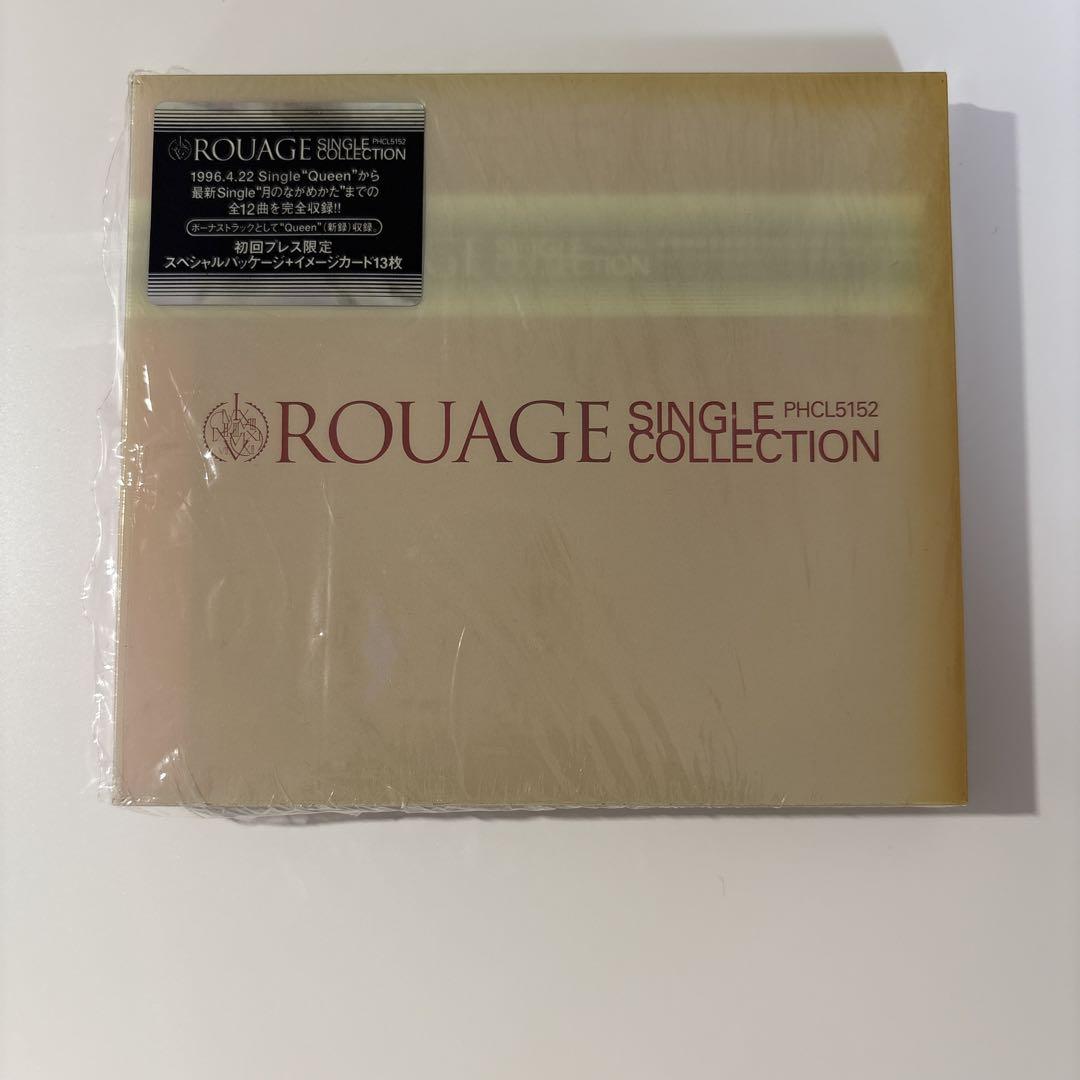 ROUAGE SINGLE PHCL5152
COLLECTION
1996.4.22 Single“Queen”から
最新Single“月のながめかた”までの
全12曲を完全収録!!
ボーナストラックとして“Queen”(新録)収録。
初回プレス限定
スペシャルパッケージ+イメージカード13枚
COLLECTION
ROUAGE SINGLE PHCL5152
COLLECTION